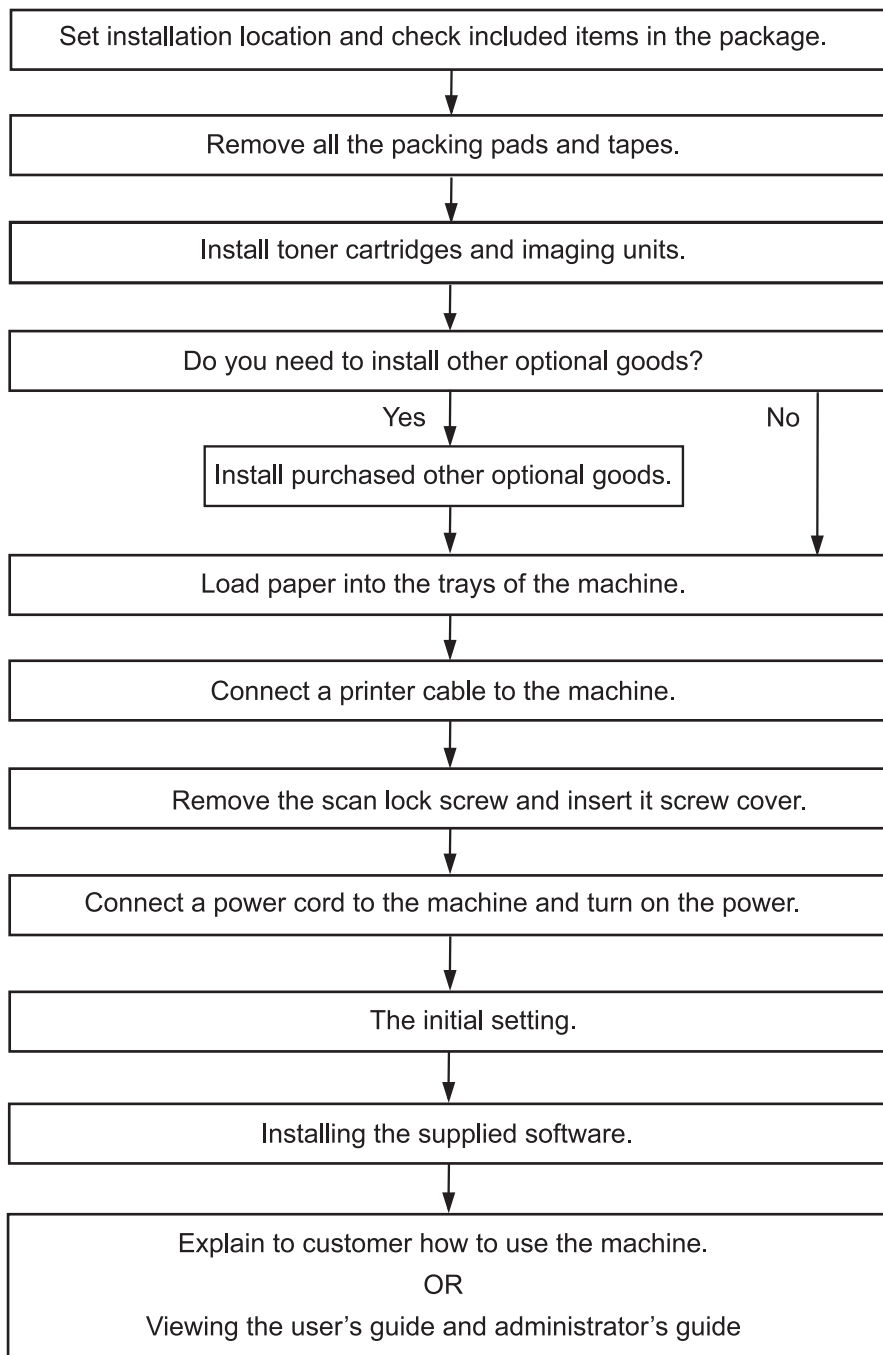 Set installation location and check included items in the package.
Remove all the packing pads and tapes.
Install toner cartridges and imaging units.
Do you need to install other optional goods?
Yes
No
Install purchased other optional goods.
Load paper into the trays of the machine.
Connect a printer cable to the machine.
Remove the scan lock screw and insert it screw cover.
Connect a power cord to the machine and turn on the power.
The initial setting.
Installing the supplied software.
Explain to customer how to use the machine.
OR
Viewing the user’s guide and administrator’s guide